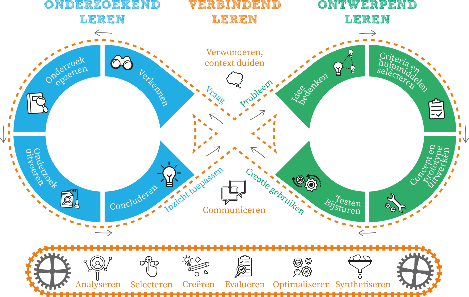 ONDERZOEKEND
LEREN
VERBINDEND
LEREN
ONTWERPEND
LEREN
Verwonderen,
context duiden
Onderzoek
opzetten
Verkennen
Vraag
Probleem
Idee
bedenken
Criteria en
hulpmiddelen
selecteren
Onderzoek
uitvoeren
Concluderen
Inzicht toepassen
Communiceren
Creatie gebruiken
Testen
Bijsturen
Concept en
prototype
uitwerken
Analyseren
Selecteren
Creëren
Evalueren
Optimaliseren
Synthetiseren